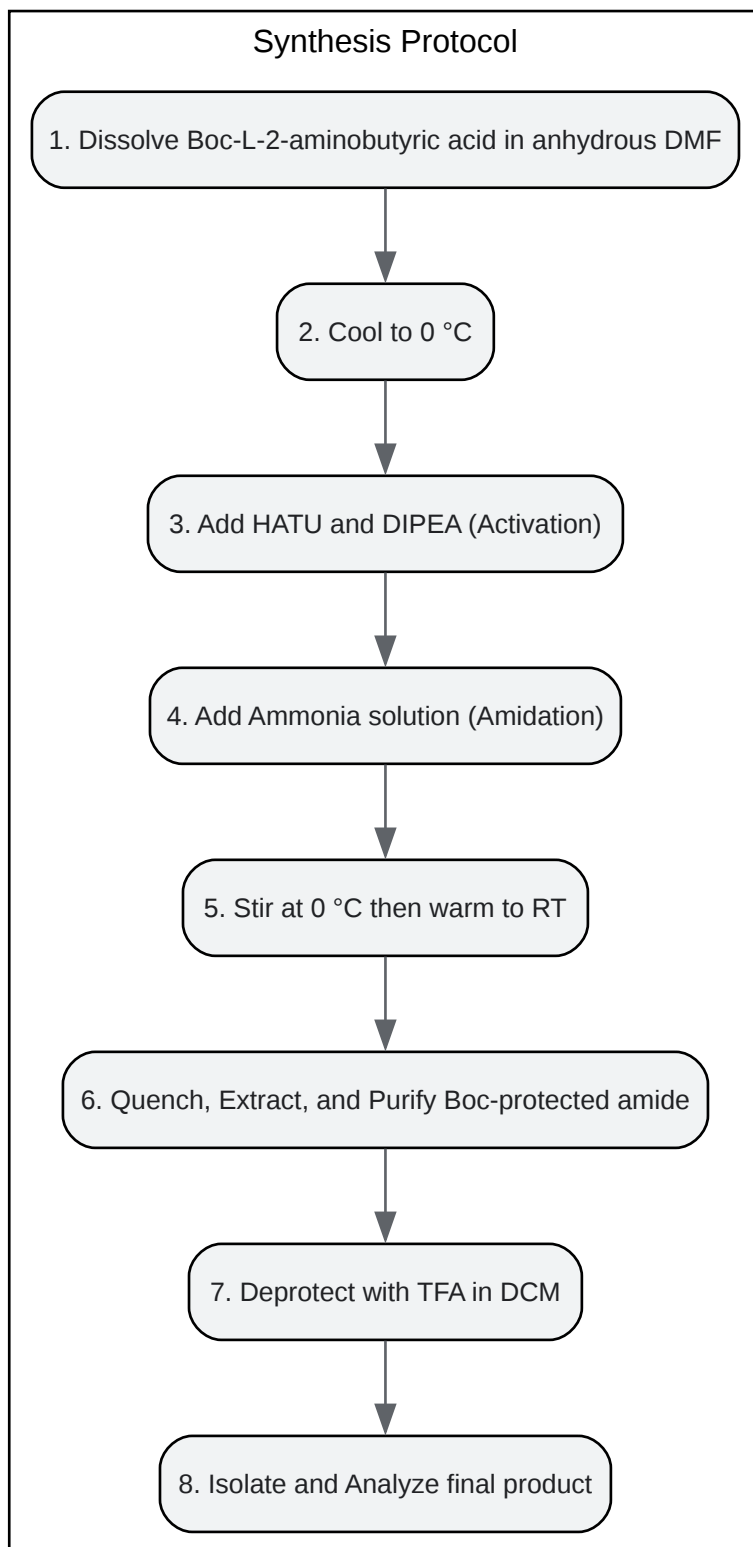 Synthesis Protocol
1. Dissolve Boc-L-2-aminobutyric acid in anhydrous DMF
2. Cool to 0 °C
3. Add HATU and DIPEA (Activation)
4. Add Ammonia solution (Amidation)
5. Stir at 0 °C then warm to RT
6. Quench, Extract, and Purify Boc-protected amide
7. Deprotect with TFA in DCM
8. Isolate and Analyze final product